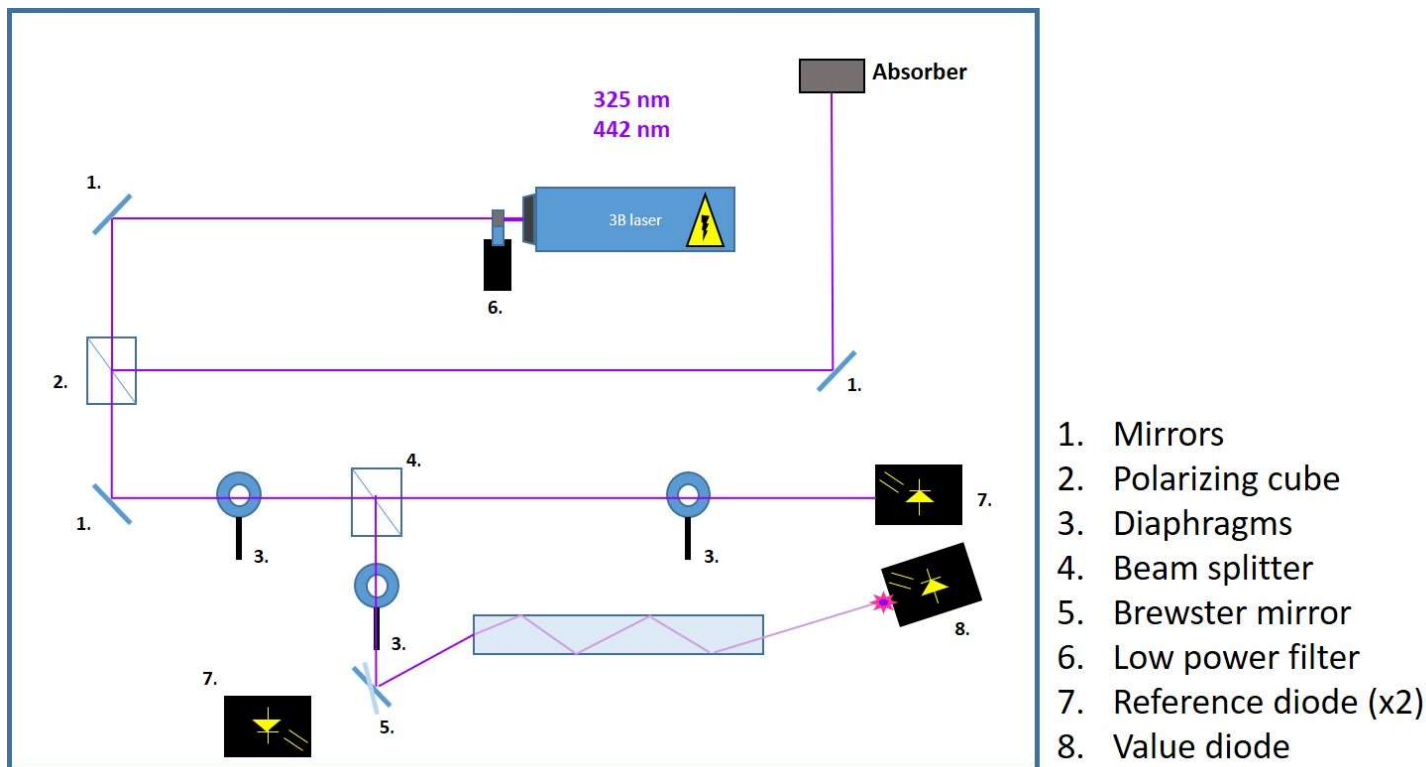 Absorber
325 nm
442 nm
1.
3B laser
6.
2.
1.
4.
1.
3.
3.
7.
3.
8.
7.
5.
1. Mirrors
2. Polarizing cube
3. Diaphragms
4. Beam splitter
5. Brewster mirror
6. Low power filter
7. Reference diode (x2)
8. Value diode